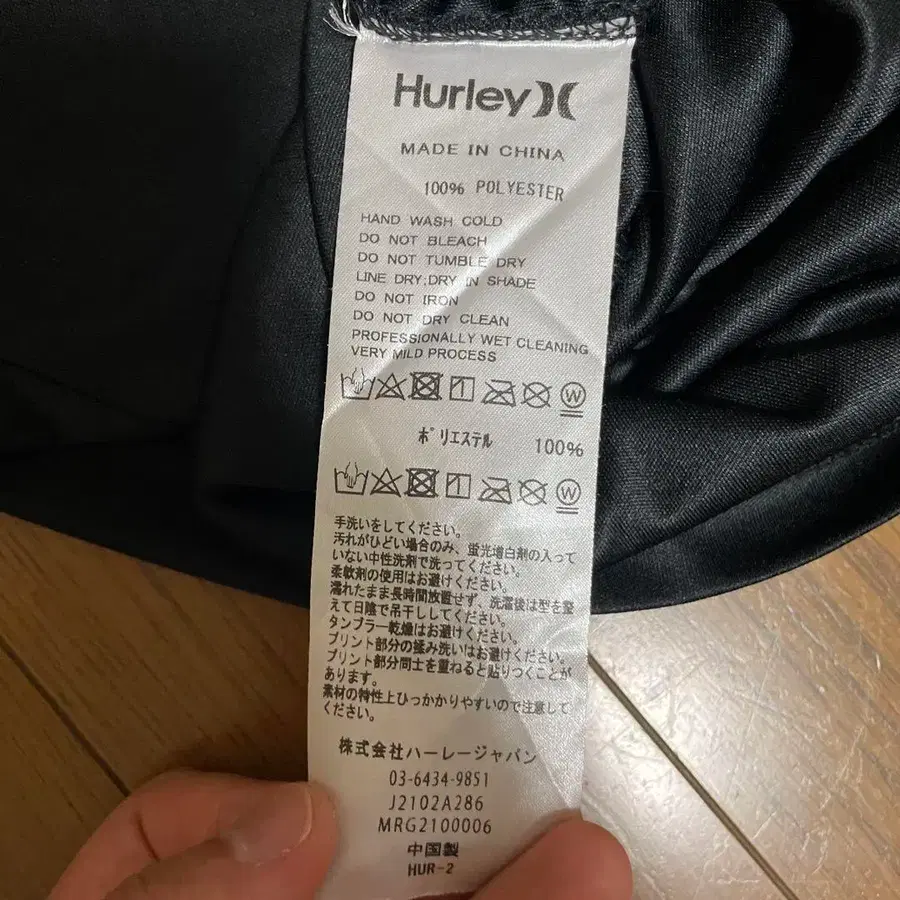 Hurley
MADE IN CHINA
100% POLYESTER
HAND WASH COLD
DO NOT BLEACH
DO NOT TUMBLE DRY
LINE DRY;DRY IN SHADE
DO NOT IRON
DO NOT DRY CLEAN
PROFESSIONALLY WET CLEANING
VERY MILD PROCESS
W
ポリエステル 100%
W
手洗いをしてください。
汚れがひどい場合のみ、蛍光増白剤の入って
いない中性洗剤で洗ってください。
柔軟剤の使用はお避けください。
濡れたまま長時間放置せず、洗濯後は型を整
えて日陰で吊干ししてください。
タンブラー乾燥はお避けください。
プリント部分の揉み洗いはお避けください。
プリント部分同士を重ねると貼りつくことが
あります。
素材の特性上ひっかかりやすいので注意して
ください。
株式会社ハーレージャパン
03-6434-9851
J2102A286
MRG2100006
中国製
HUR-2